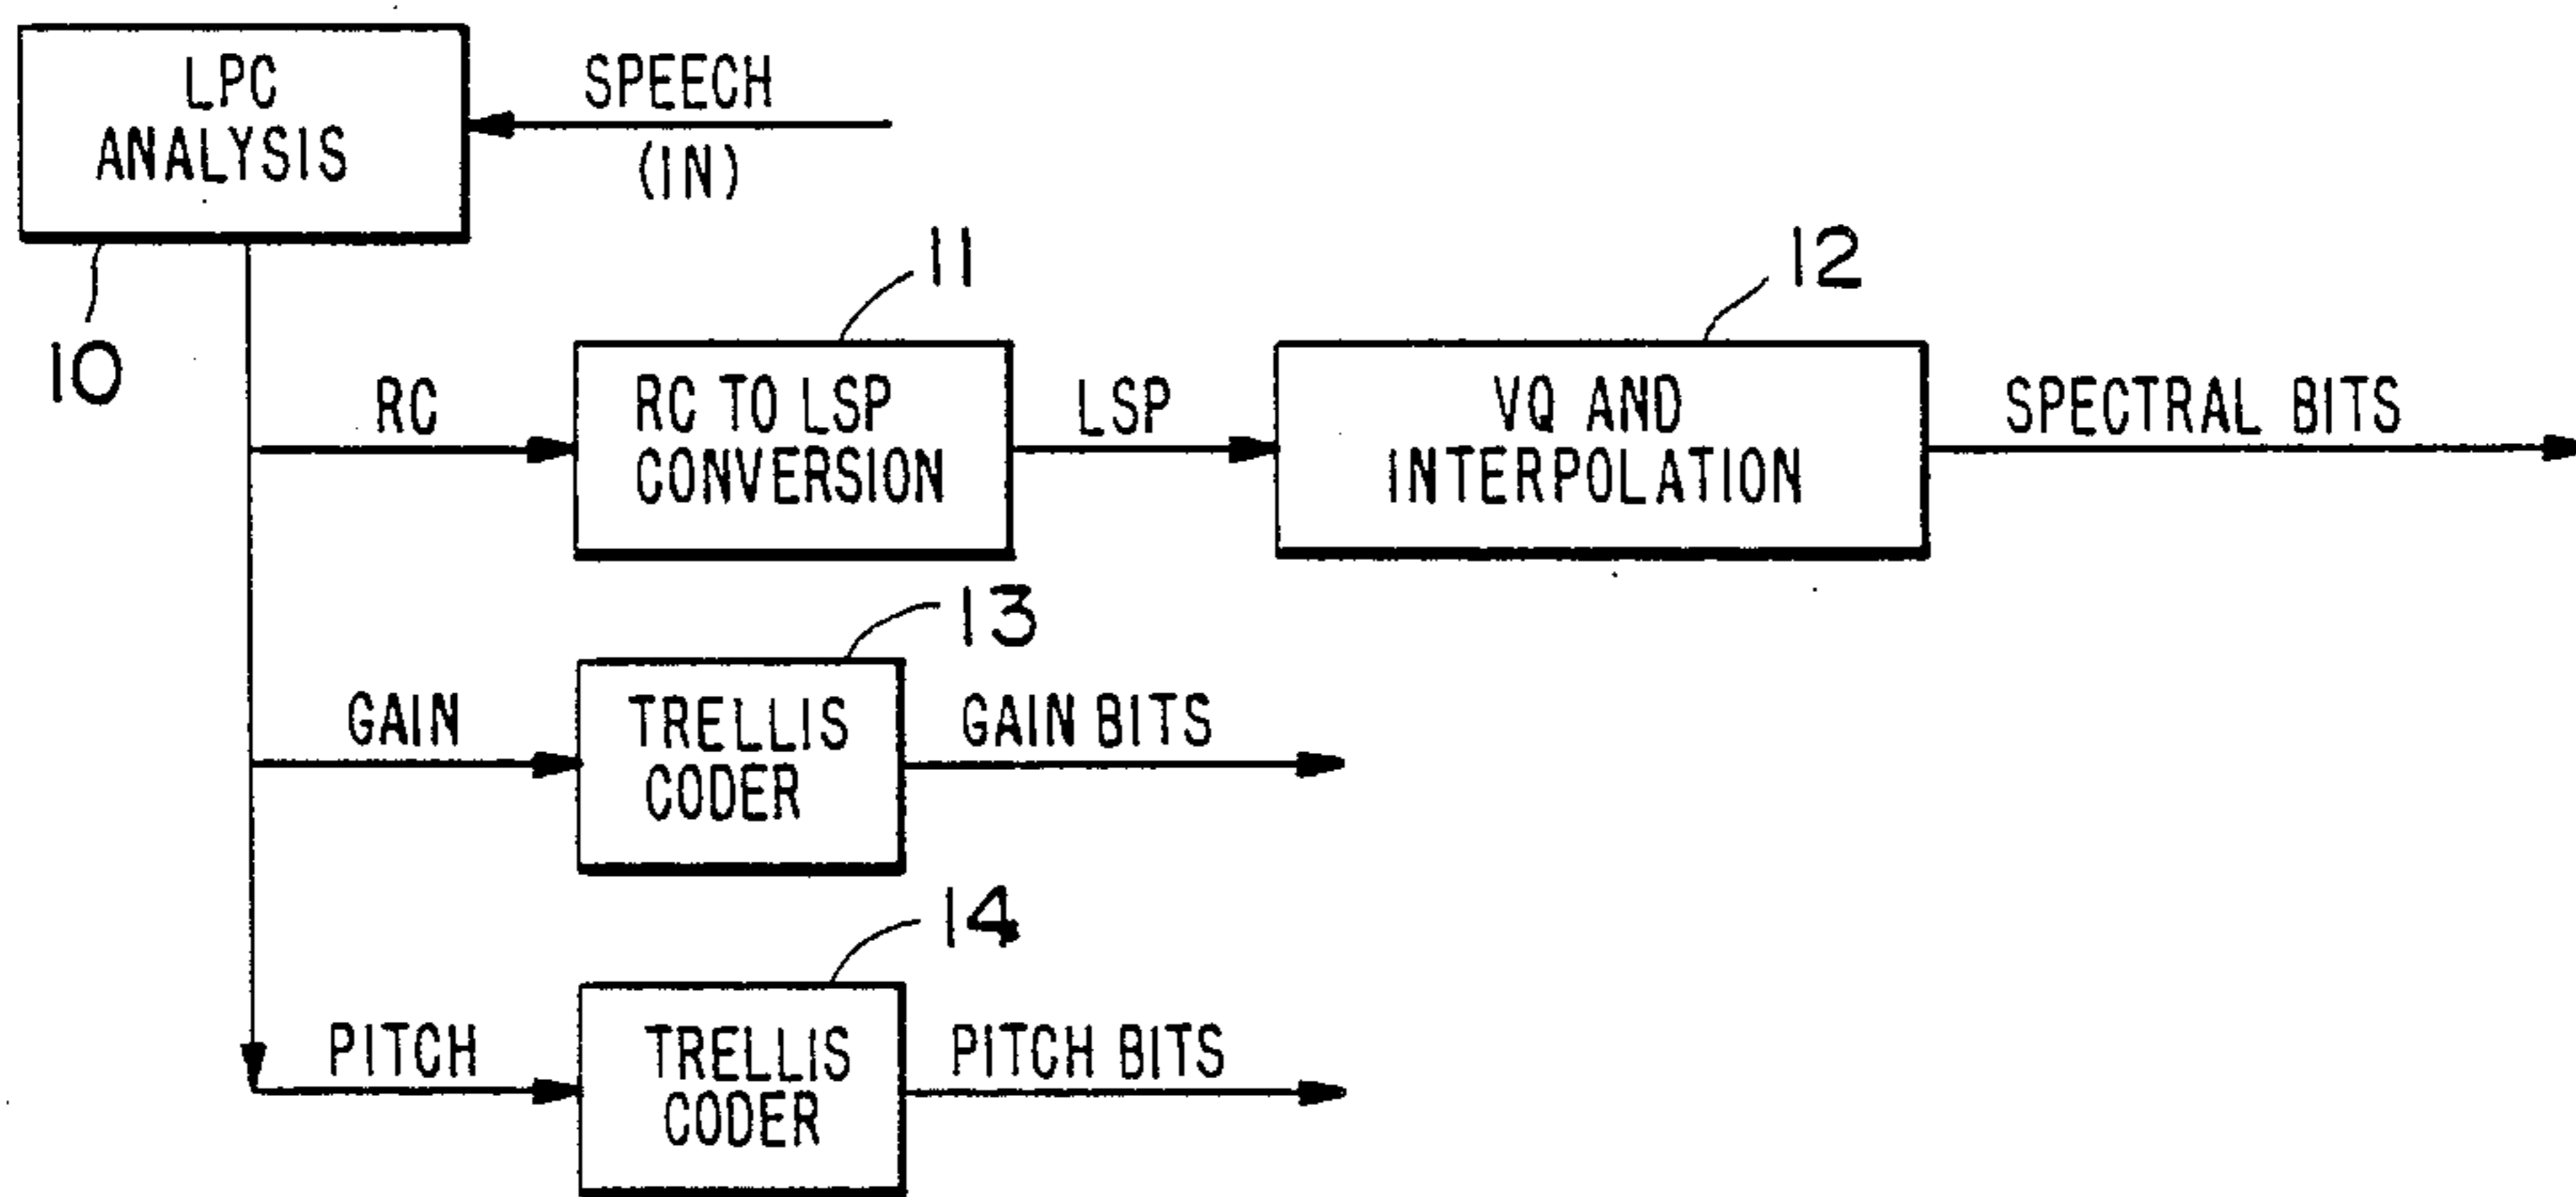 LPC
ANALYSIS
SPEECH
(IN)
10
RC
11
RC TO LSP
CONVERSION
LSP
12
VQ AND
INTERPOLATION
SPECTRAL BITS
GAIN
13
TRELLIS
CODER
GAIN BITS
PITCH
14
TRELLIS
CODER
PITCH BITS